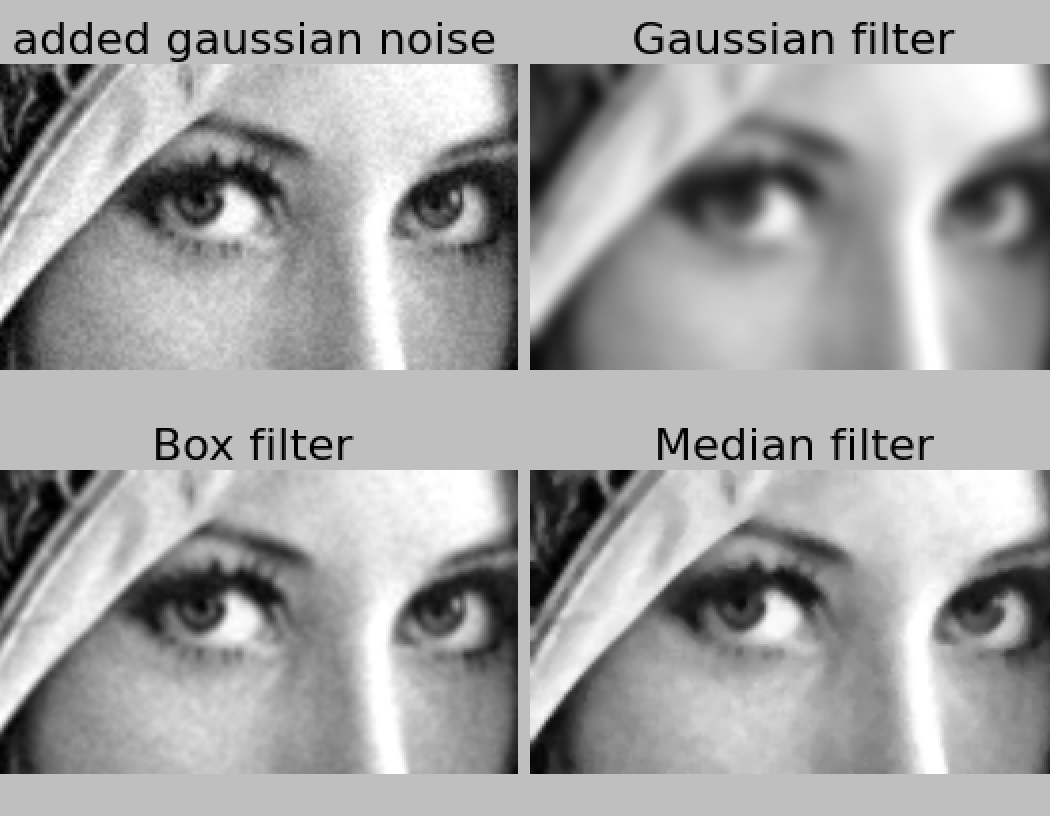 added gaussian noise
Gaussian filter
Box filter
Median filter